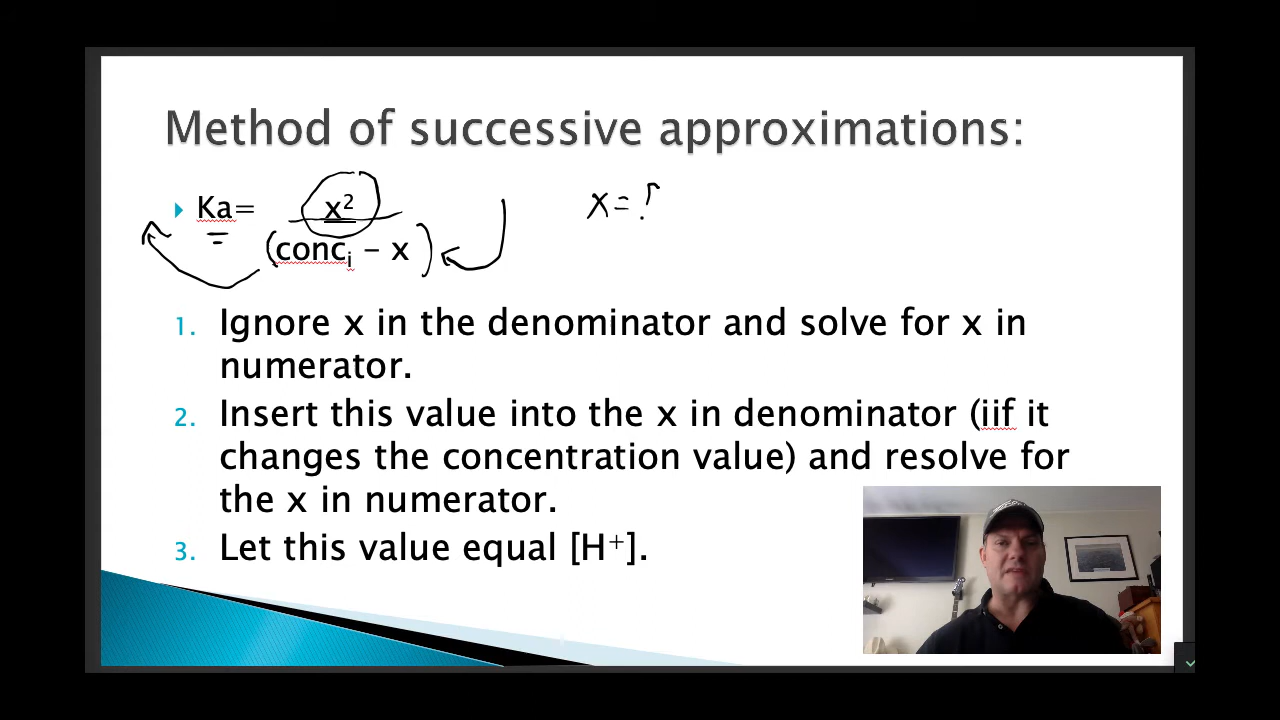 Method of successive approximations:
Ka= x²
(conci – x)
x = ?
1. Ignore x in the denominator and solve for x in
numerator.
2. Insert this value into the x in denominator (iif it
changes the concentration value) and resolve for
the x in numerator.
3. Let this value equal [H⁺].